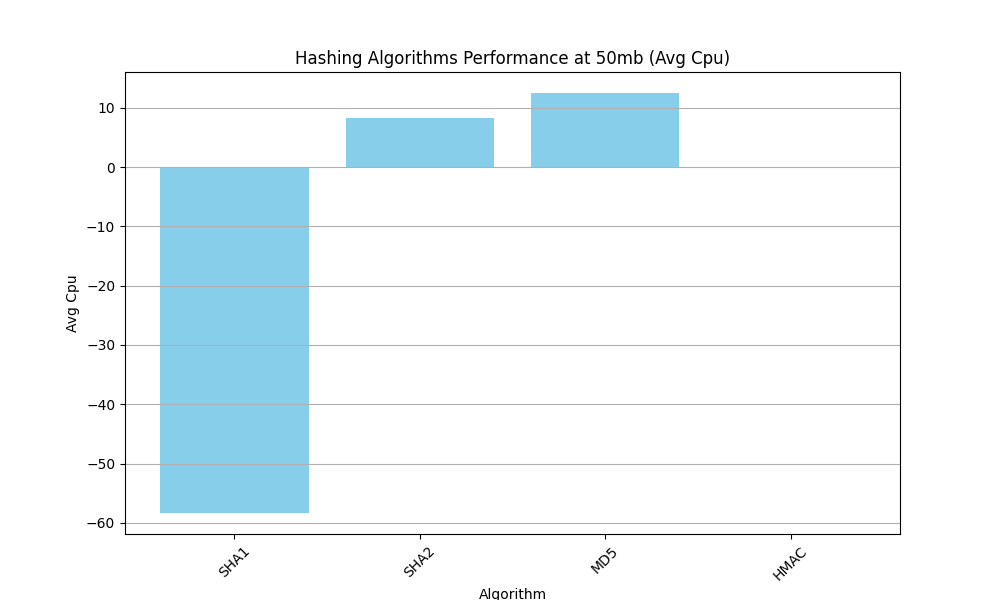 Hashing Algorithms Performance at 50mb (Avg Cpu)
10
0
−10
−20
−30
−40
−50
−60
Avg Cpu
SHA1
SHA2
MD5
HMAC
Algorithm